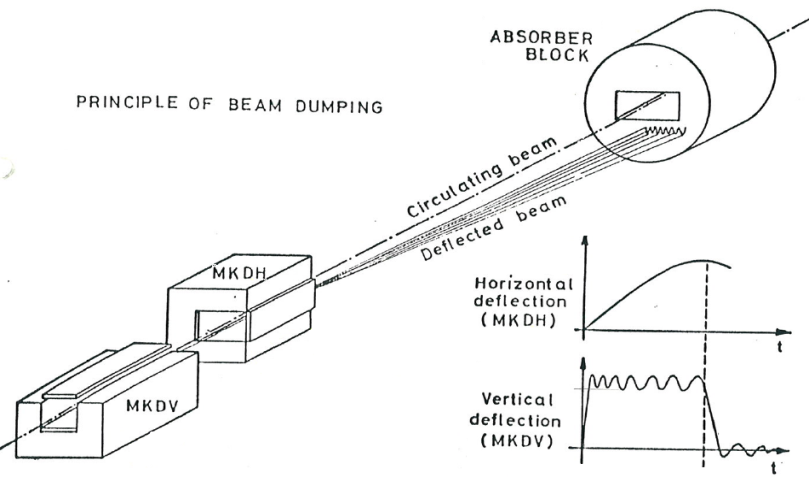 PRINCIPLE OF BEAM DUMPING
ABSORBER
BLOCK
Circulating beam
Deflected beam
MKDH
MKDV
Horizontal
deflection
(MKDH)
t
Vertical
deflection
(MKDV)
t